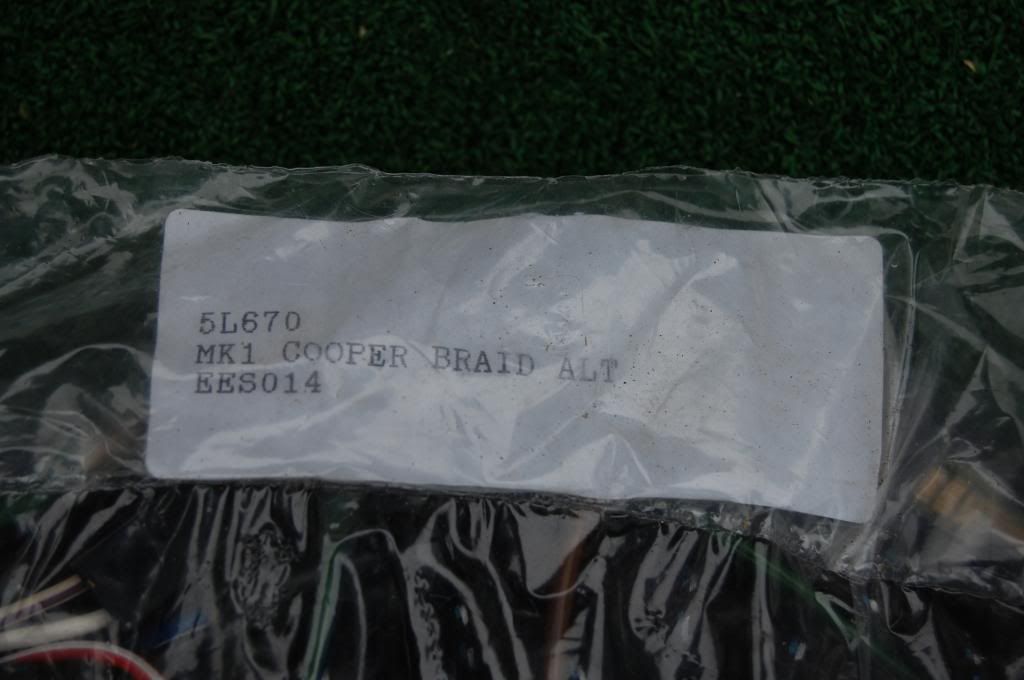 5L670
MK1 COOPER BRAID ALT
EES014